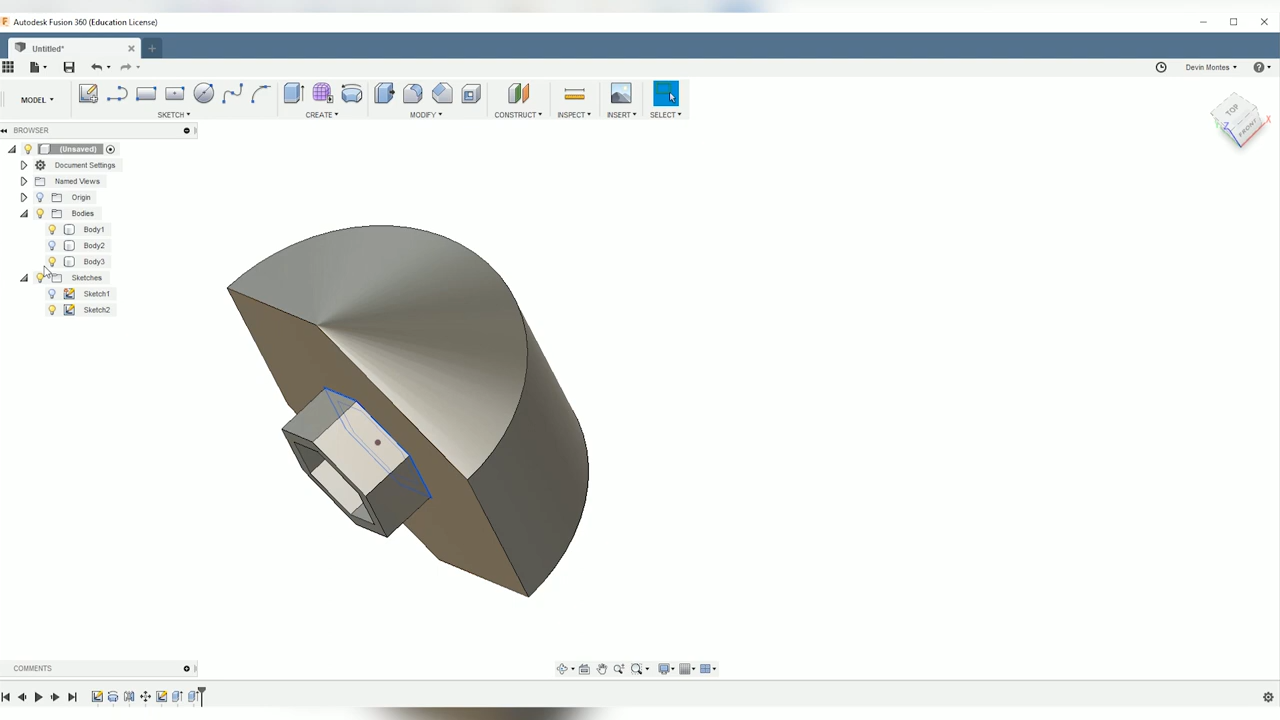 Autodesk Fusion 360 (Education License)
Untitled*
Devin Montes
MODEL
SKETCH
CREATE
MODIFY
CONSTRUCT
INSPECT
INSERT
SELECT
TOP
FRONT
Z
X
BROWSER
(Unsaved)
Document Settings
Named Views
Origin
Bodies
Body1
Body2
Body3
Sketches
Sketch1
Sketch2
COMMENTS